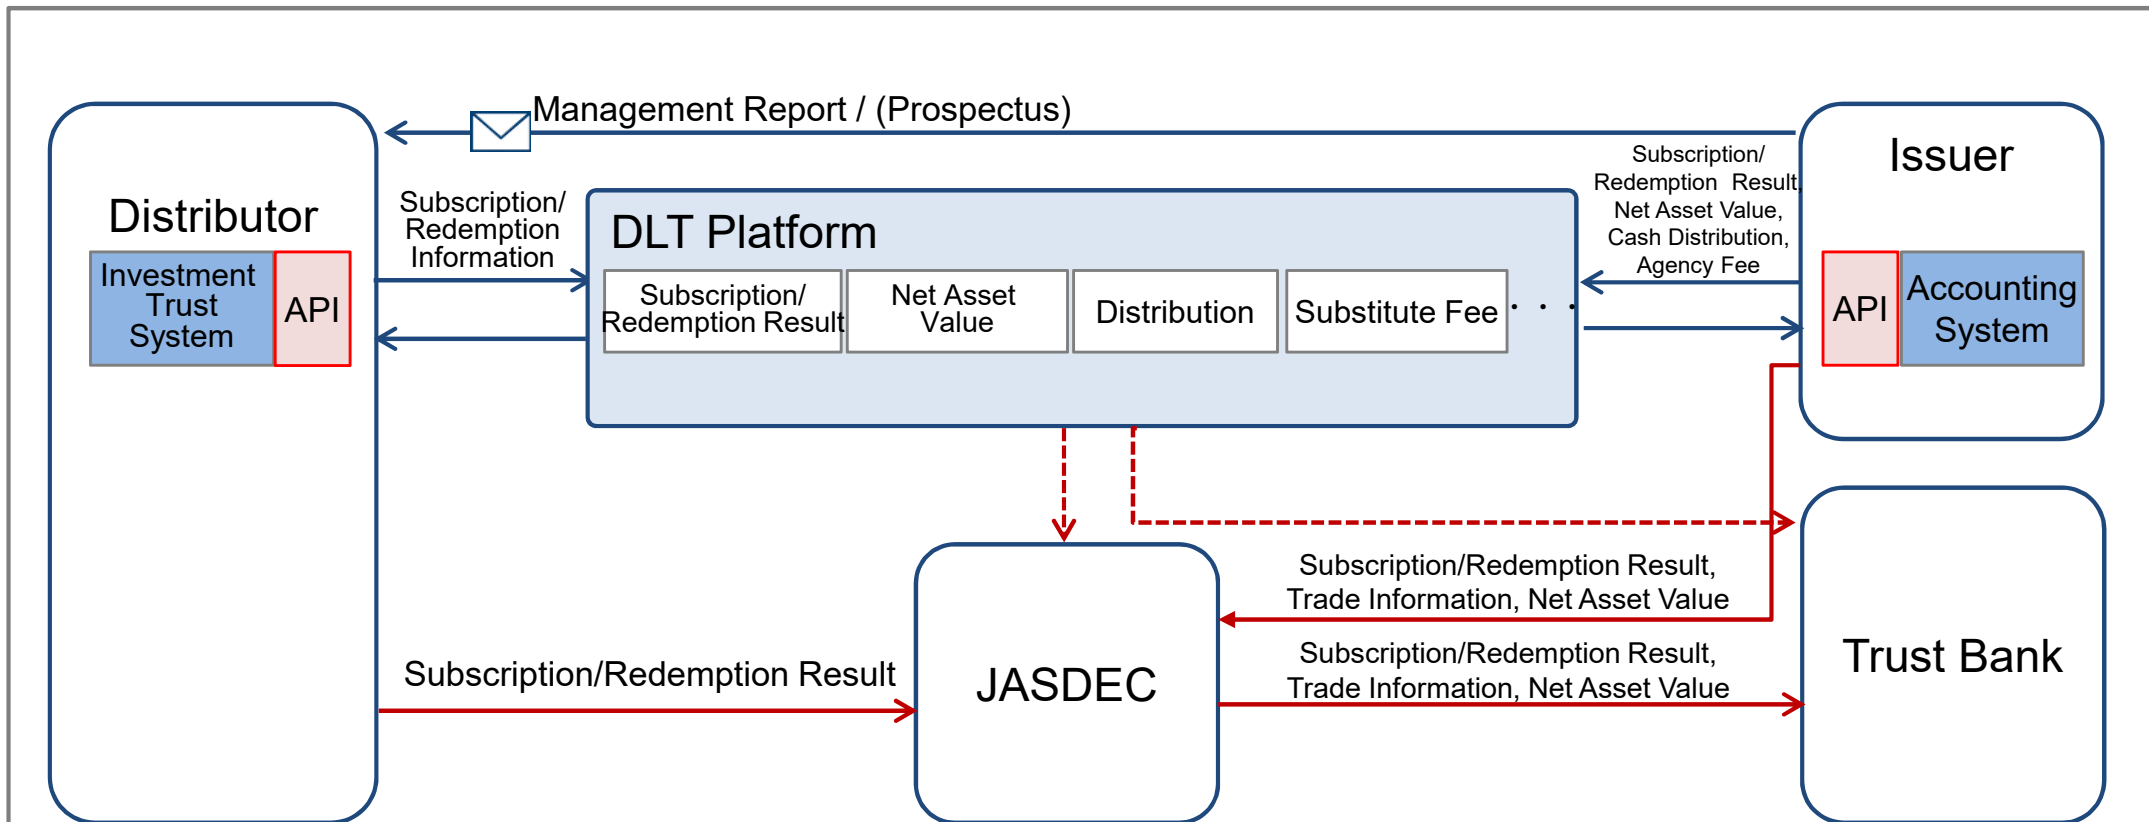 Management Report / (Prospectus)
Distributor
Investment
Trust
System
API
Subscription/
Redemption
Information
DLT Platform
Subscription/
Redemption Result
Net Asset
Value
Distribution
Substitute Fee
・・・
Subscription/
Redemption Result,
Net Asset Value,
Cash Distribution,
Agency Fee
Issuer
API
Accounting
System
Subscription/Redemption Result
JASDEC
Subscription/Redemption Result,
Trade Information, Net Asset Value
Subscription/Redemption Result,
Trade Information, Net Asset Value
Trust Bank